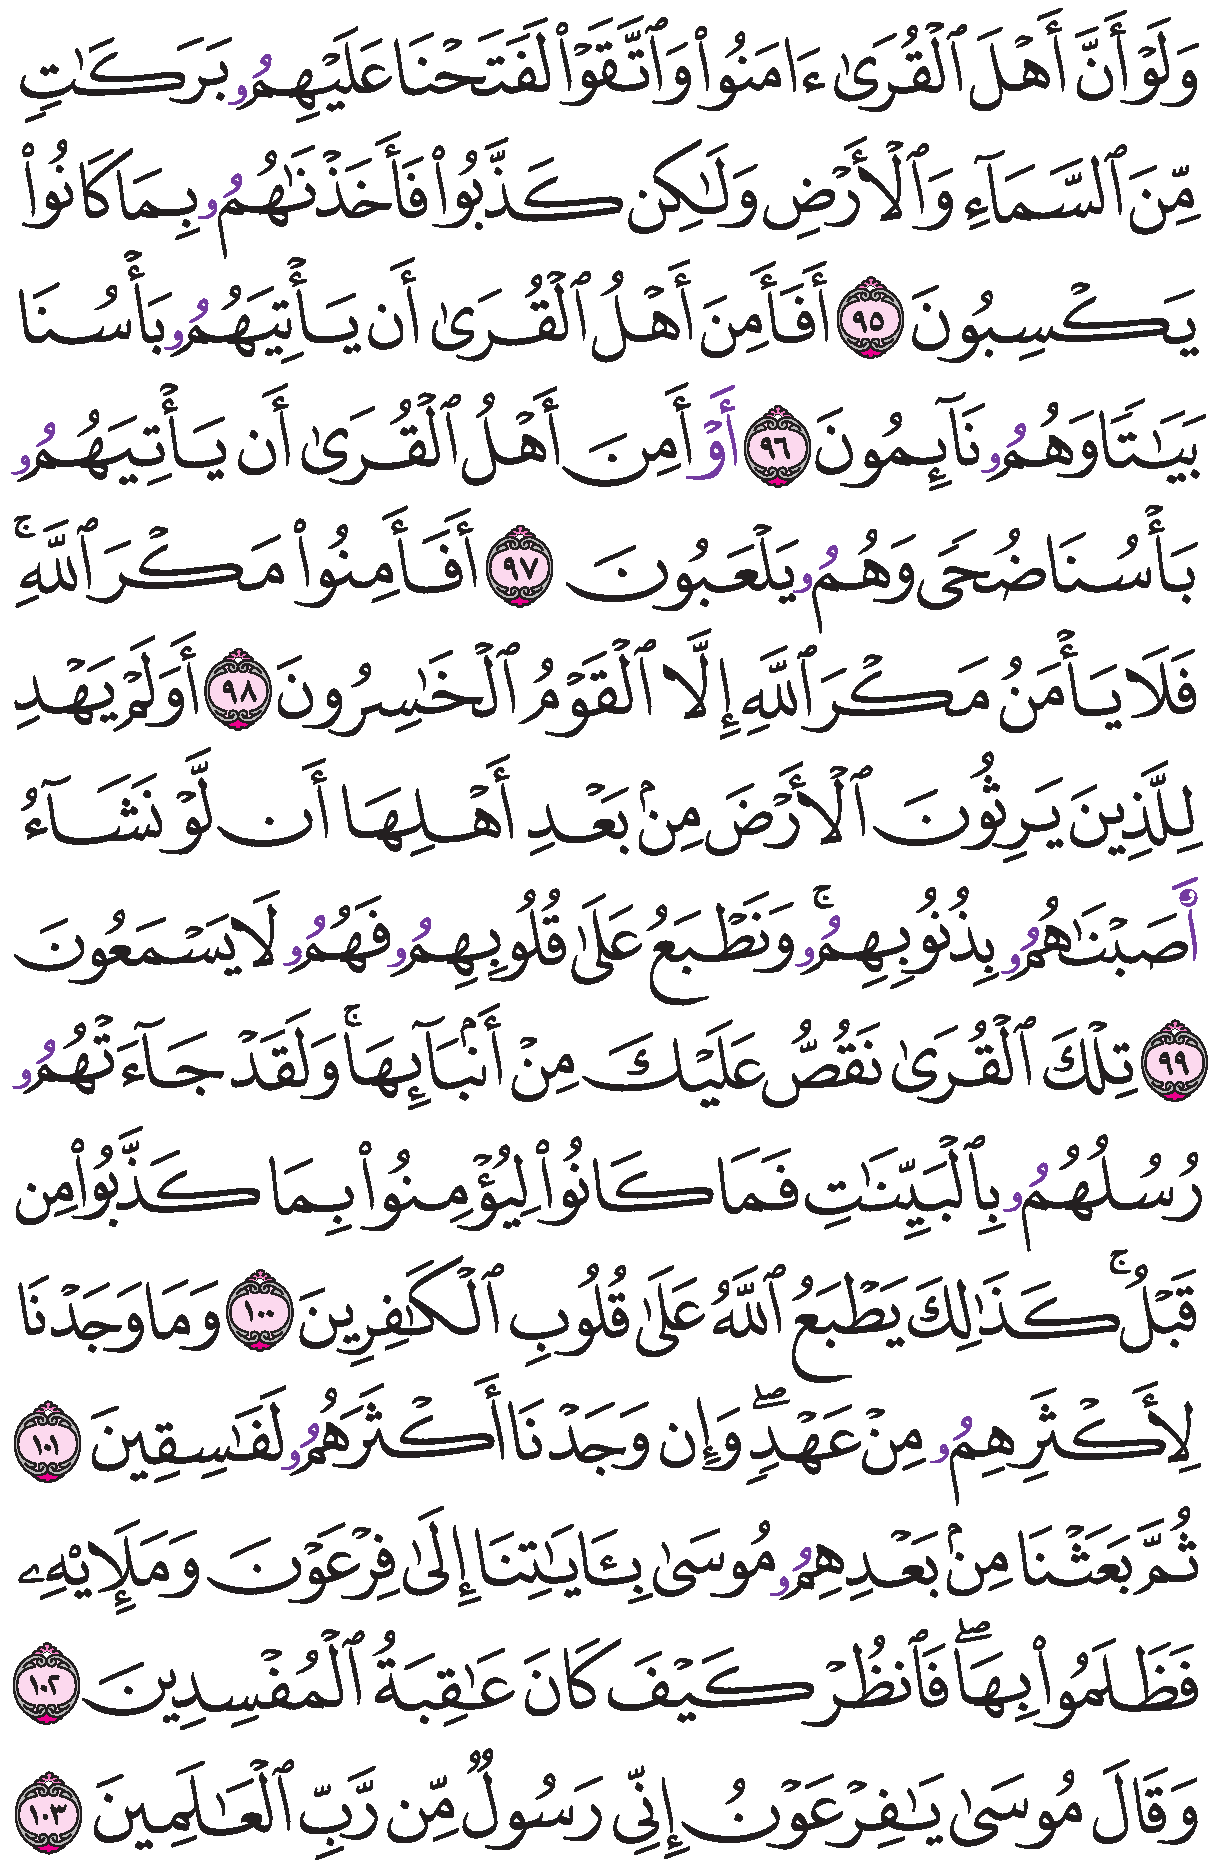 وَلَوۡ أَنَّ أَهۡلَ ٱلۡقُرَىٰٓ ءَامَنُواْ وَٱتَّقَوۡاْ لَفَتَحۡنَا عَلَيۡهِمُۥ بَرَكَٰتٖ
مِّنَ ٱلسَّمَآءِ وَٱلۡأَرۡضِ وَلَٰكِن كَذَّبُواْ فَأَخَذۡنَٰهُمُۥ بِمَا كَانُواْ
يَكۡسِبُونَ ٩٥ أَفَأَمِنَ أَهۡلُ ٱلۡقُرَىٰ أَن يَأۡتِيَهُمُۥ بَأۡسُنَا
بَيَٰتٗا وَهُمُۥ نَآئِمُونَ ٩٦ أَوۡ أَمِنَ أَهۡلُ ٱلۡقُرَىٰ أَن يَأۡتِيَهُمُۥ
بَأۡسُنَا ضُحٗى وَهُمُۥ يَلۡعَبُونَ ٩٧ أَفَأَمِنُواْ مَكۡرَ ٱللَّهِۚ
فَلَا يَأۡمَنُ مَكۡرَ ٱللَّهِ إِلَّا ٱلۡقَوۡمُ ٱلۡخَٰسِرُونَ ٩٨ أَوَلَمۡ يَهۡدِ
لِلَّذِينَ يَرِثُونَ ٱلۡأَرۡضَ مِنۢ بَعۡدِ أَهۡلِهَا أَن لَّوۡ نَشَآءُ
أَصَبۡنَٰهُمُۥ بِذُنُوبِهِمُۥۚ وَنَطۡبَعُ عَلَىٰ قُلُوبِهِمُۥ فَهُمُۥ لَا يَسۡمَعُونَ
٩٩ تِلۡكَ ٱلۡقُرَىٰ نَقُصُّ عَلَيۡكَ مِنۡ أَنۢبَآئِهَاۚ وَلَقَدۡ جَآءَتۡهُمُۥ
رُسُلُهُمُۥ بِٱلۡبَيِّنَٰتِ فَمَا كَانُواْ لِيُؤۡمِنُواْ بِمَا كَذَّبُواْ مِن
قَبۡلُۚ كَذَٰلِكَ يَطۡبَعُ ٱللَّهُ عَلَىٰ قُلُوبِ ٱلۡكَٰفِرِينَ ١٠٠ وَمَا وَجَدۡنَا
لِأَكۡثَرِهِمُۥ مِنۡ عَهۡدٖۖ وَإِن وَجَدۡنَا أَكۡثَرَهُمُۥ لَفَٰسِقِينَ ١٠١
ثُمَّ بَعَثۡنَا مِنۢ بَعۡدِهِمُۥ مُوسَىٰ بِـَٔايَٰتِنَا إِلَىٰ فِرۡعَوۡنَ وَمَلَإِيْهِۦ
فَظَلَمُواْ بِهَاۖ فَٱنظُرۡ كَيۡفَ كَانَ عَٰقِبَةُ ٱلۡمُفۡسِدِينَ ١٠٢
وَقَالَ مُوسَىٰ يَٰفِرۡعَوۡنُ إِنِّي رَسُولٞ مِّن رَّبِّ ٱلۡعَٰلَمِينَ ١٠٣